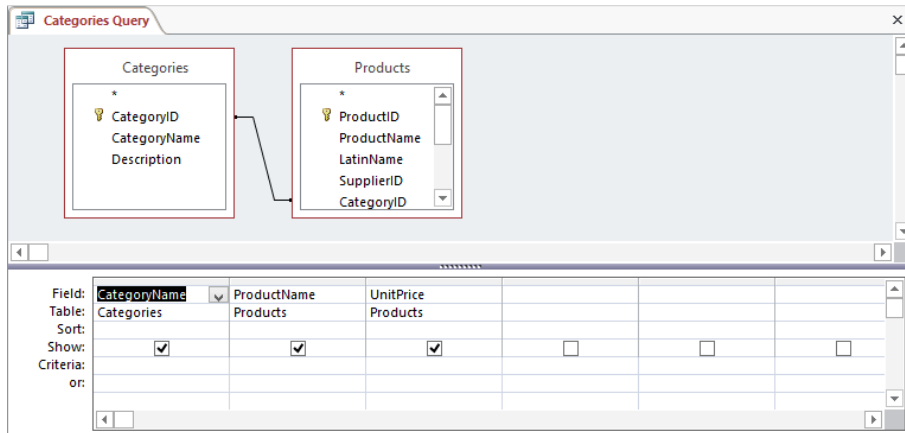 Categories Query
Categories
*
CategoryID
CategoryName
Description
Products
*
ProductID
ProductName
LatinName
SupplierID
CategoryID
Field: CategoryName ProductName UnitPrice
Table: Categories Products Products
Sort:
Show:
Criteria:
or: